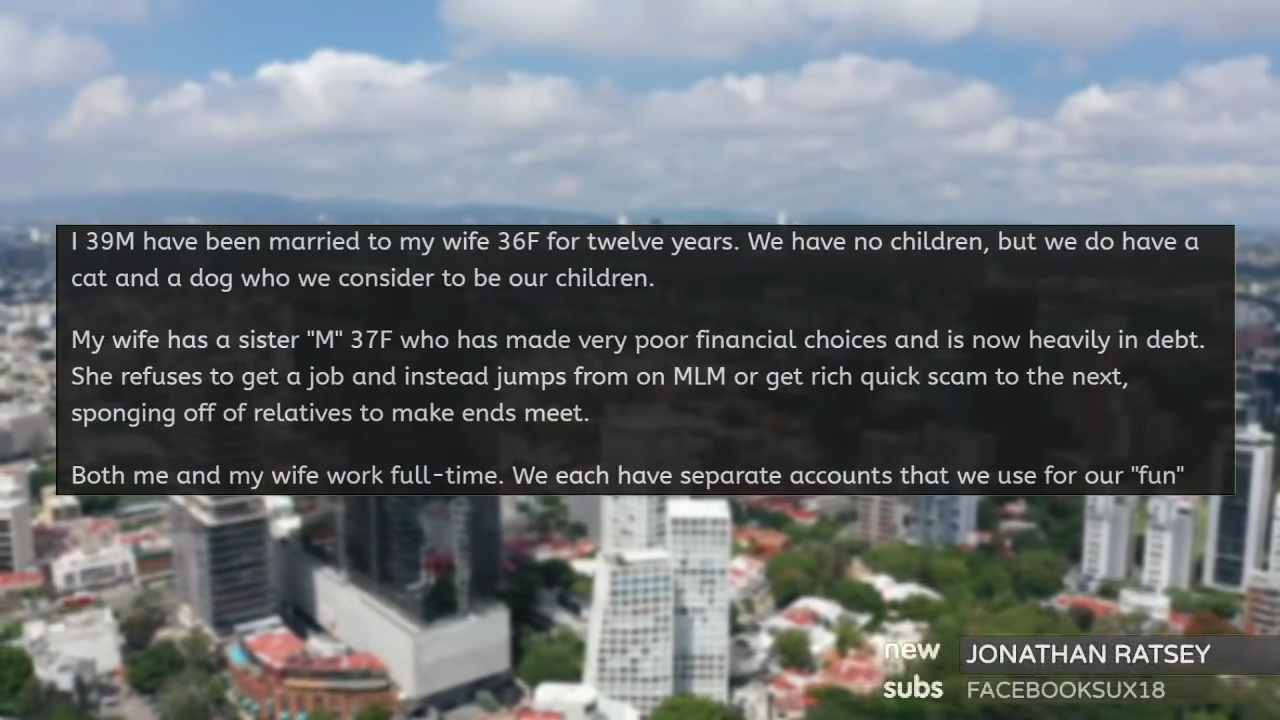 I 39M have been married to my wife 36F for twelve years. We have no children, but we do have a
cat and a dog who we consider to be our children.
My wife has a sister "M" 37F who has made very poor financial choices and is now heavily in debt.
She refuses to get a job and instead jumps from on MLM or get rich quick scam to the next,
sponging off of relatives to make ends meet.
Both me and my wife work full-time. We each have separate accounts that we use for our "fun"
new JONATHAN RATSEY
subs FACEBOOKSUX18